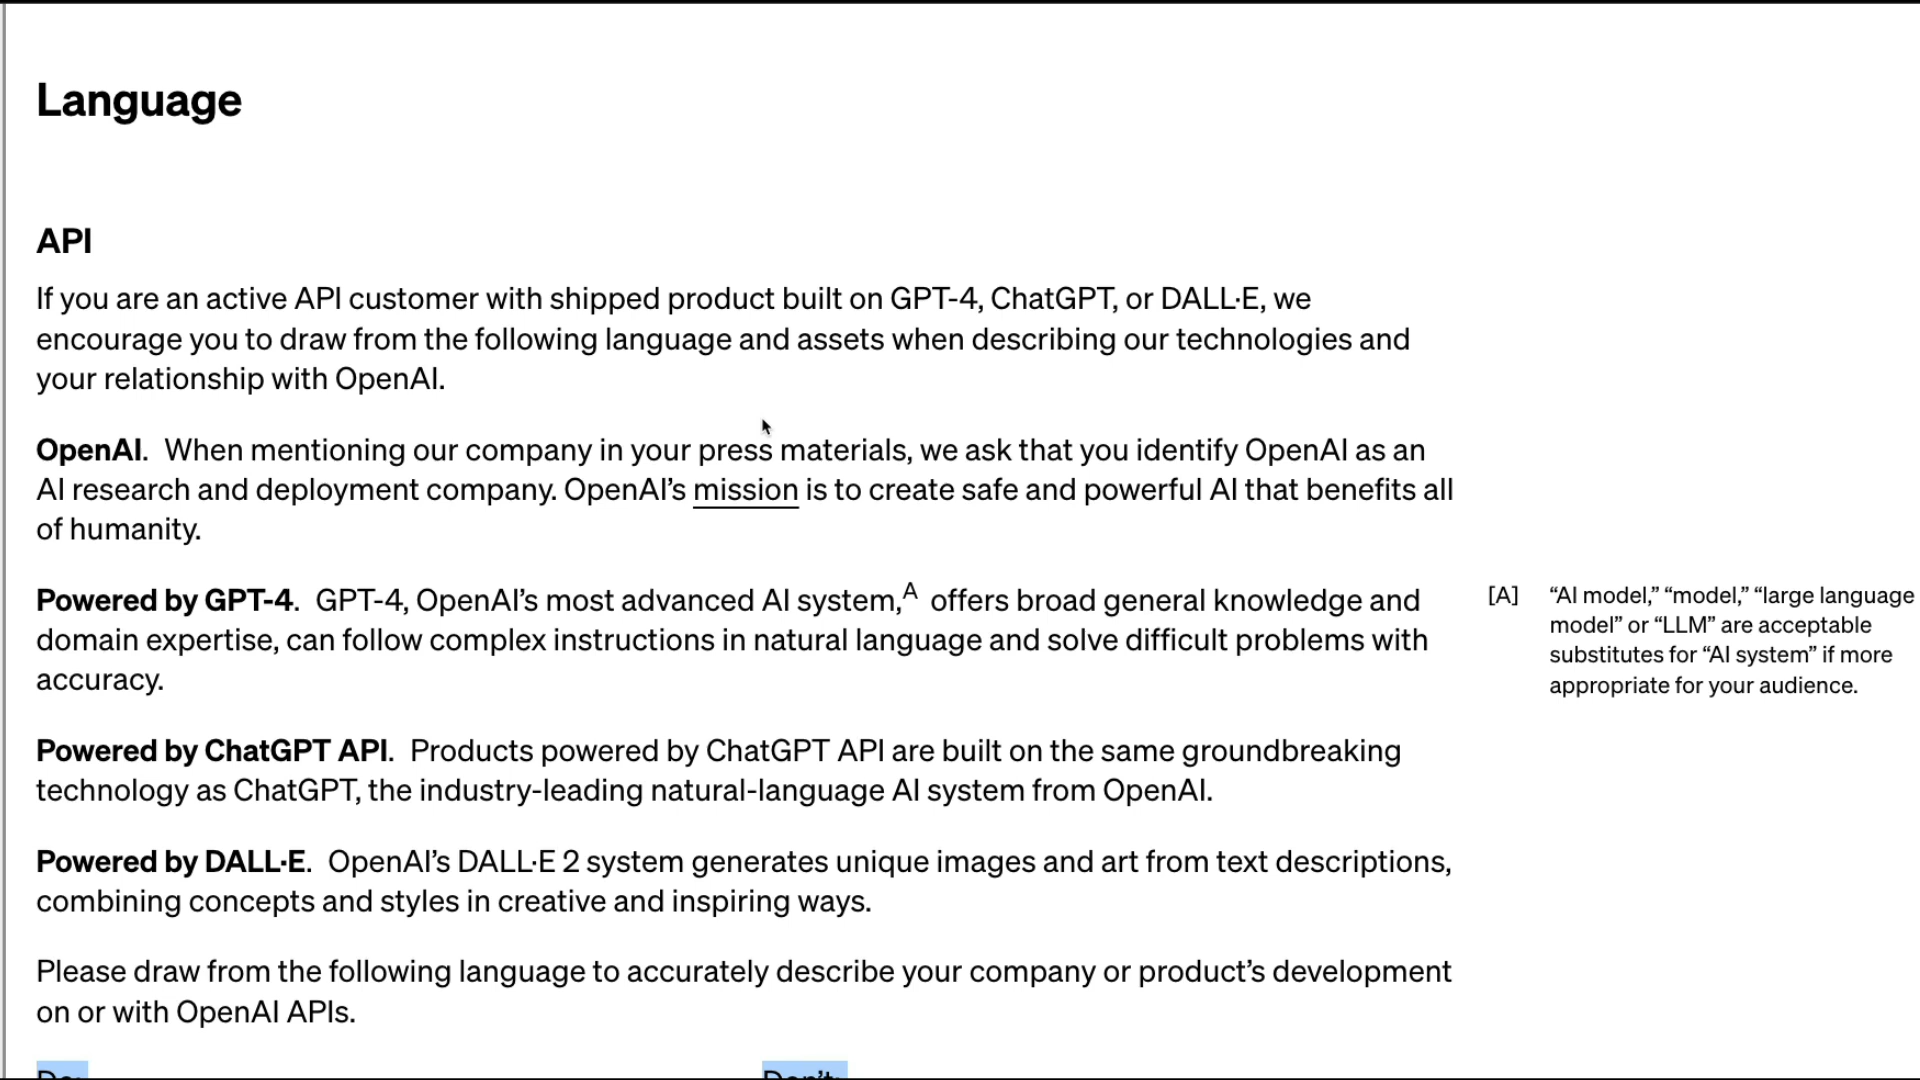 Language
API
If you are an active API customer with shipped product built on GPT-4, ChatGPT, or DALL·E, we
encourage you to draw from the following language and assets when describing our technologies and
your relationship with OpenAI.
OpenAI. When mentioning our company in your press materials, we ask that you identify OpenAI as an
AI research and deployment company. OpenAI’s mission is to create safe and powerful AI that benefits all
of humanity.
Powered by GPT-4. GPT-4, OpenAI’s most advanced AI system,A offers broad general knowledge and
domain expertise, can follow complex instructions in natural language and solve difficult problems with
accuracy.
[A] “AI model,” “model,” “large language
model” or “LLM” are acceptable
substitutes for “AI system” if more
appropriate for your audience.
Powered by ChatGPT API. Products powered by ChatGPT API are built on the same groundbreaking
technology as ChatGPT, the industry-leading natural-language AI system from OpenAI.
Powered by DALL·E. OpenAI’s DALL·E 2 system generates unique images and art from text descriptions,
combining concepts and styles in creative and inspiring ways.
Please draw from the following language to accurately describe your company or product’s development
on or with OpenAI APIs.